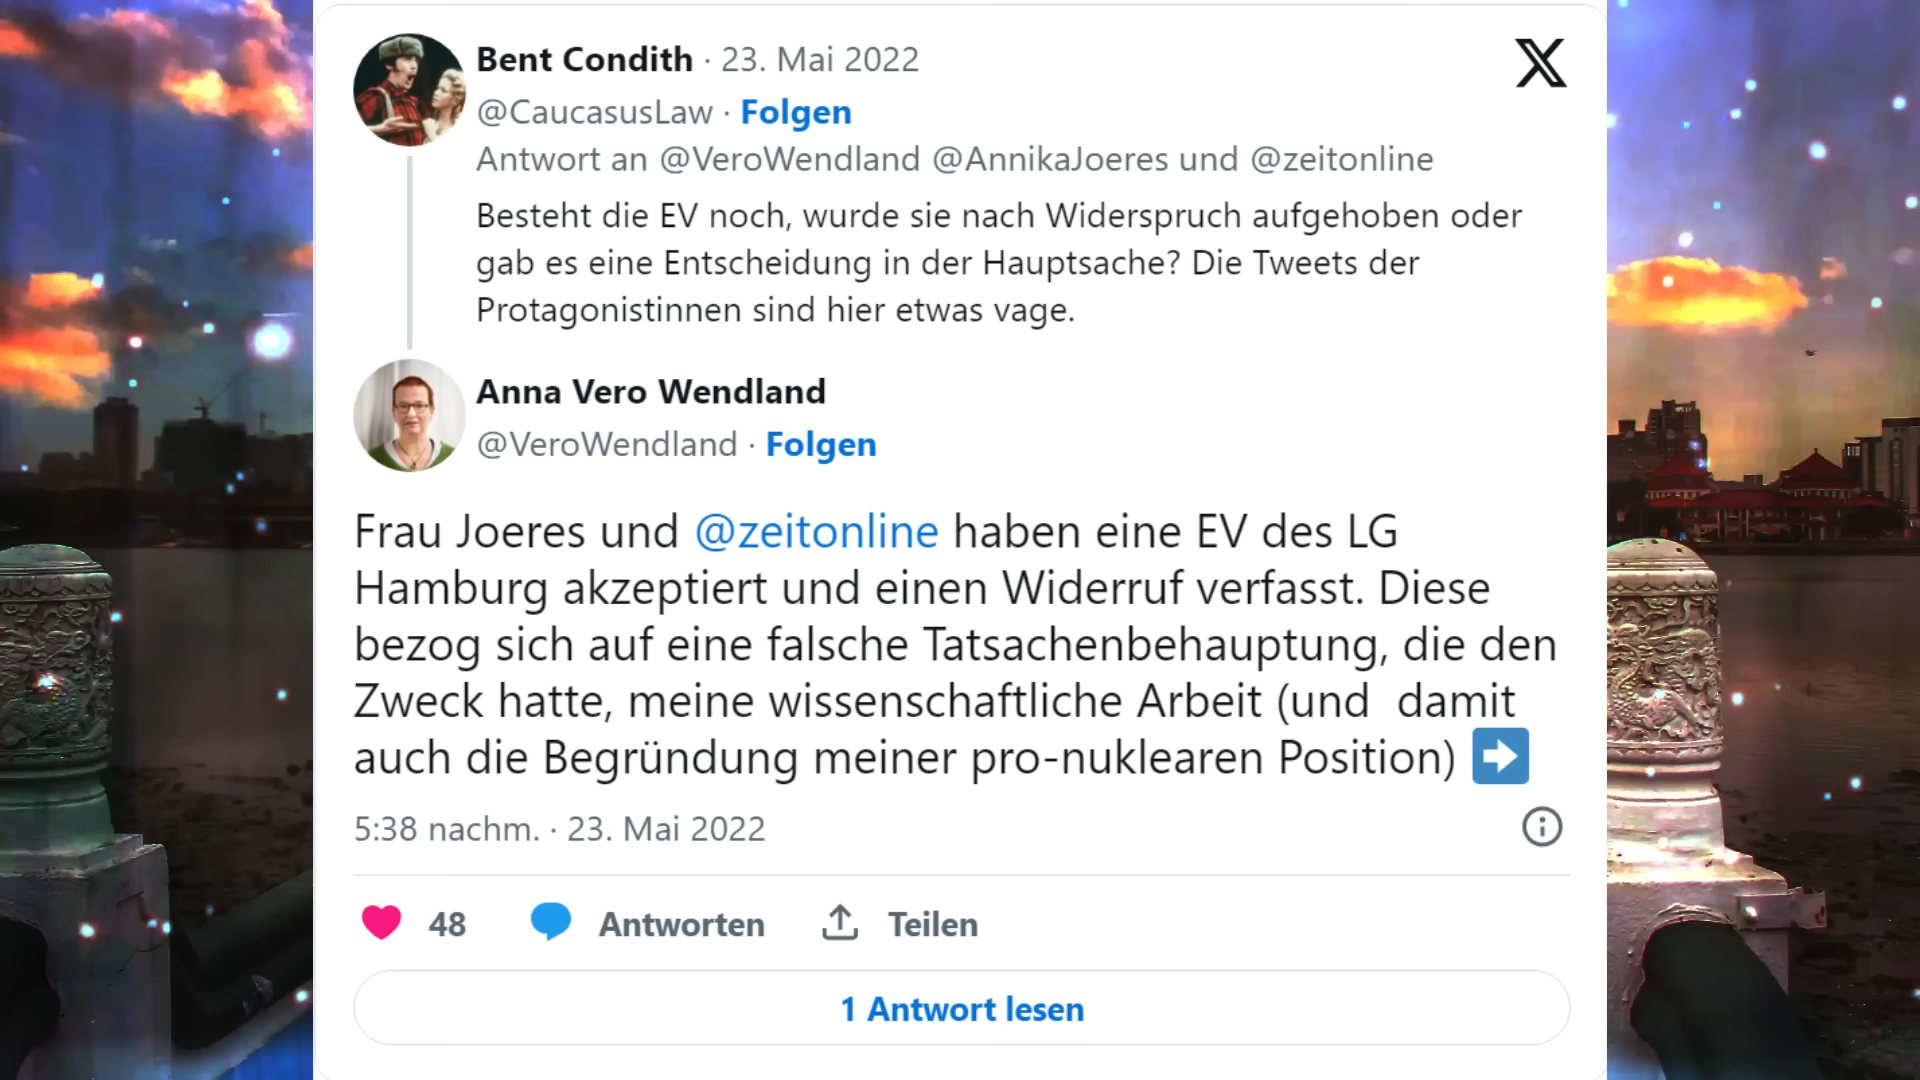 Bent Condith · 23. Mai 2022
@CaucasusLaw · Folgen
Antwort an @VeroWendland @AnnikaJoeres und @zeitonline
Besteht die EV noch, wurde sie nach Widerspruch aufgehoben oder
gab es eine Entscheidung in der Hauptsache? Die Tweets der
Protagonistinnen sind hier etwas vage.
Anna Vero Wendland
@VeroWendland · Folgen
Frau Joeres und @zeitonline haben eine EV des LG
Hamburg akzeptiert und einen Widerruf verfasst. Diese
bezog sich auf eine falsche Tatsachenbehauptung, die den
Zweck hatte, meine wissenschaftliche Arbeit (und  damit
auch die Begründung meiner pro-nuklearen Position) ➡
5:38 nachm. · 23. Mai 2022
48 Antworten Teilen
1 Antwort lesen